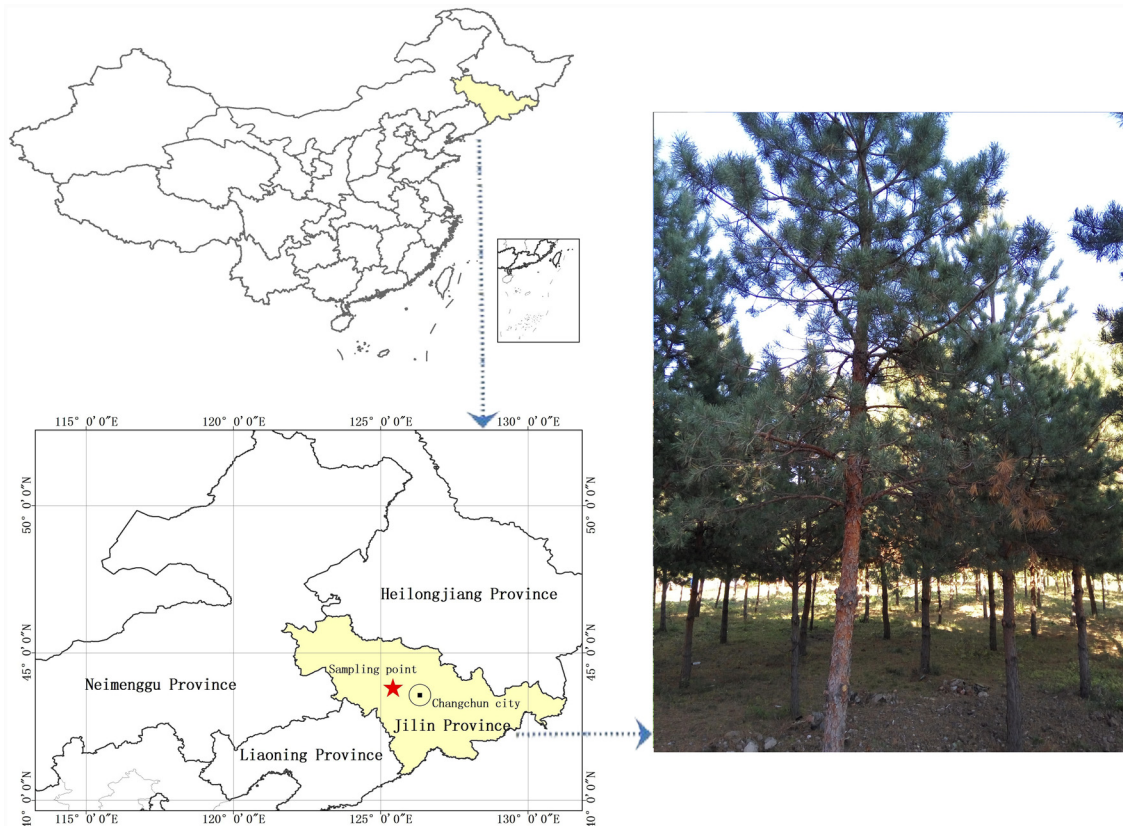 115° 0'0"E
120° 0'0"E
125° 0'0"E
130° 0'0"E
50° 0'0"N
50° 0'0"N
Heilongjiang Province
45° 0'0"N
45° 0'0"N
Sampling point
Neimenggu Province
Changchun city
Jilin Province
Liaoning Province
40° 0'0"N
40° 0'0"N
115° 0'0"E
120° 0'0"E
125° 0'0"E
130° 0'0"E